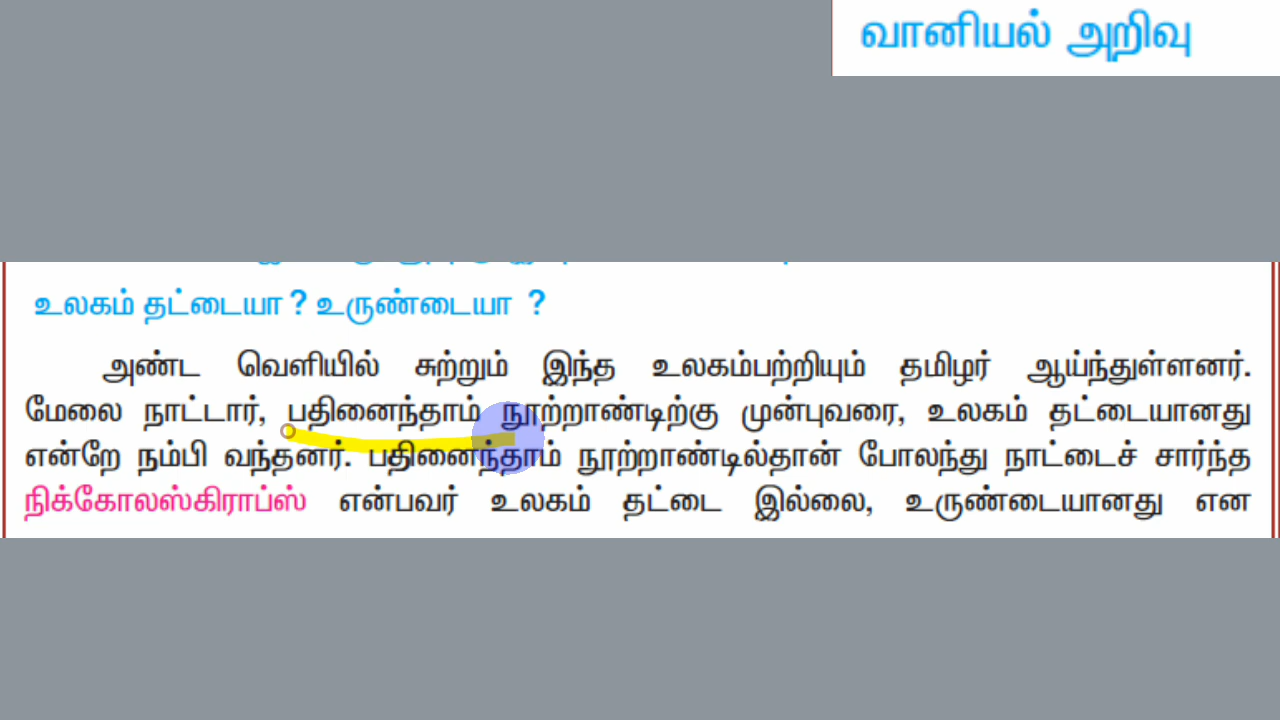 வானியல் அறிவு
உலகம் தட்டையா ? உருண்டையா ?
அண்ட வெளியில் சுற்றும் இந்த உலகம்பற்றியும் தமிழர் ஆய்ந்துள்ளனர்.
மேலை நாட்டார், பதினைந்தாம் நூற்றாண்டிற்கு முன்புவரை, உலகம் தட்டையானது
என்றே நம்பி வந்தனர். பதினைந்தாம் நூற்றாண்டில்தான் போலந்து நாட்டைச் சார்ந்த
நிக்கோலஸ்கிராப்ஸ் என்பவர் உலகம் தட்டை இல்லை, உருண்டையானது என